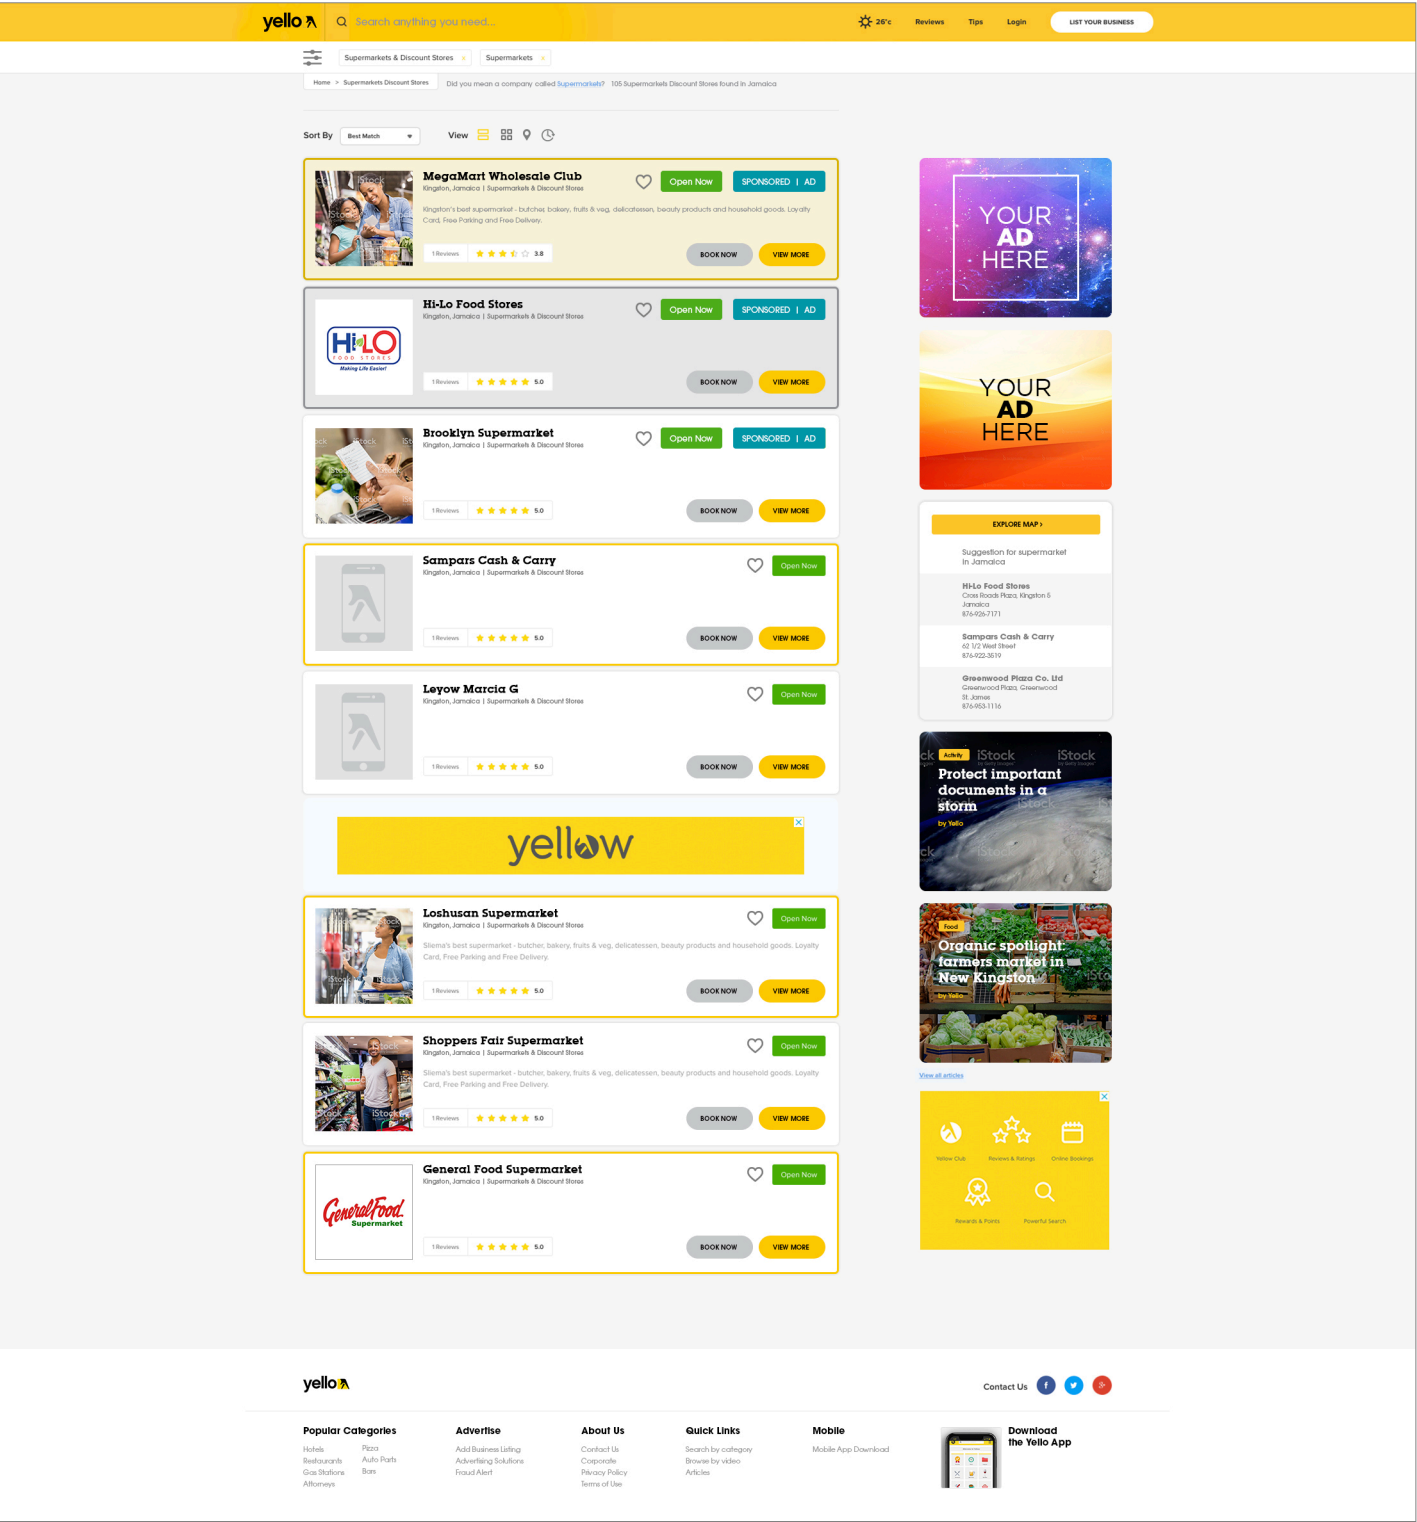 yello
Search anything you need...
26°c
Reviews
Tips
Login
LIST YOUR BUSINESS
Supermarkets & Discount Stores x
Supermarkets x
Home > Supermarkets Discount Stores
Did you mean a company called Supermarkets? 105 Supermarkets Discount Stores found in Jamaica
Sort By
Best Match
View
MegaMart Wholesale Club
Kingston, Jamaica | Supermarkets & Discount Stores
Open Now
SPONSORED | AD
Kingston's best supermarket - butcher, bakery, fruits & veg, delicatessen, beauty products and household goods. Loyalty
Card, Free Parking and Free Delivery.
1 Reviews
3.8
BOOK NOW
VIEW MORE
Hi-Lo Food Stores
Kingston, Jamaica | Supermarkets & Discount Stores
Open Now
SPONSORED | AD
Hi-LO
FOOD STORES
Making Life Easier!
1 Reviews
5.0
BOOK NOW
VIEW MORE
Brooklyn Supermarket
Kingston, Jamaica | Supermarkets & Discount Stores
Open Now
SPONSORED | AD
1 Reviews
5.0
BOOK NOW
VIEW MORE
Sampars Cash & Carry
Kingston, Jamaica | Supermarkets & Discount Stores
Open Now
1 Reviews
5.0
BOOK NOW
VIEW MORE
Leyow Marcia G
Kingston, Jamaica | Supermarkets & Discount Stores
Open Now
1 Reviews
5.0
BOOK NOW
VIEW MORE
yellow
Loshusan Supermarket
Kingston, Jamaica | Supermarkets & Discount Stores
Open Now
Sliema's best supermarket - butcher, bakery, fruits & veg, delicatessen, beauty products and household goods. Loyalty
Card, Free Parking and Free Delivery.
1 Reviews
5.0
BOOK NOW
VIEW MORE
Shoppers Fair Supermarket
Kingston, Jamaica | Supermarkets & Discount Stores
Open Now
Sliema's best supermarket - butcher, bakery, fruits & veg, delicatessen, beauty products and household goods. Loyalty
Card, Free Parking and Free Delivery.
1 Reviews
5.0
BOOK NOW
VIEW MORE
General Food Supermarket
Kingston, Jamaica | Supermarkets & Discount Stores
Open Now
GeneralFood
Supermarket
1 Reviews
5.0
BOOK NOW
VIEW MORE
YOUR
AD
HERE
YOUR
AD
HERE
EXPLORE MAP >
Suggestion for supermarket
in Jamaica
Hi-Lo Food Stores
Cross Roads Plaza, Kingston 5
Jamaica
876-926-7171
Sampars Cash & Carry
62 1/2 West Street
876-922-3519
Greenwood Plaza Co. Ltd
Greenwood Plaza, Greenwood
St. James
876-953-1116
iStock
iStock
Activity
Protect important
documents in a
storm
by Yello
Food
Organic spotlight:
farmers market in
New Kingston
by Yello
View all articles
Yellow Club
Reviews & Ratings
Online Bookings
Rewards & Points
Powerful Search
yello
Contact Us
Popular Categories
Hotels
Restaurants
Gas Stations
Attorneys
Pizza
Auto Parts
Bars
Advertise
Add Business Listing
Advertising Solutions
Fraud Alert
About Us
Contact Us
Corporate
Privacy Policy
Terms of Use
Quick Links
Search by category
Browse by video
Articles
Mobile
Mobile App Download
Download
the Yello App